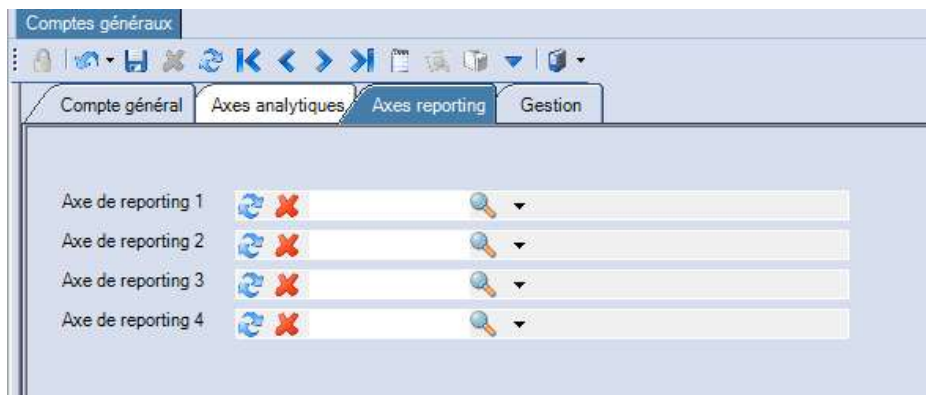 Comptes généraux
Compte général Axes analytiques Axes reporting Gestion
Axe de reporting 1
Axe de reporting 2
Axe de reporting 3
Axe de reporting 4